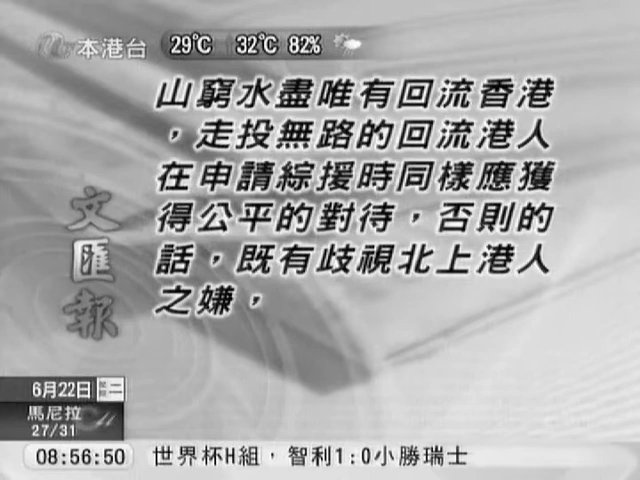 本港台 29℃ 32℃ 82%
山窮水盡唯有回流香港
，走投無路的回流港人
在申請綜援時同樣應獲
得公平的對待，否則的
話，既有歧視北上港人
之嫌，
文匯報
6月22日 星期二
馬尼拉
27/31
08:56:50 世界杯H組，智利1:0小勝瑞士